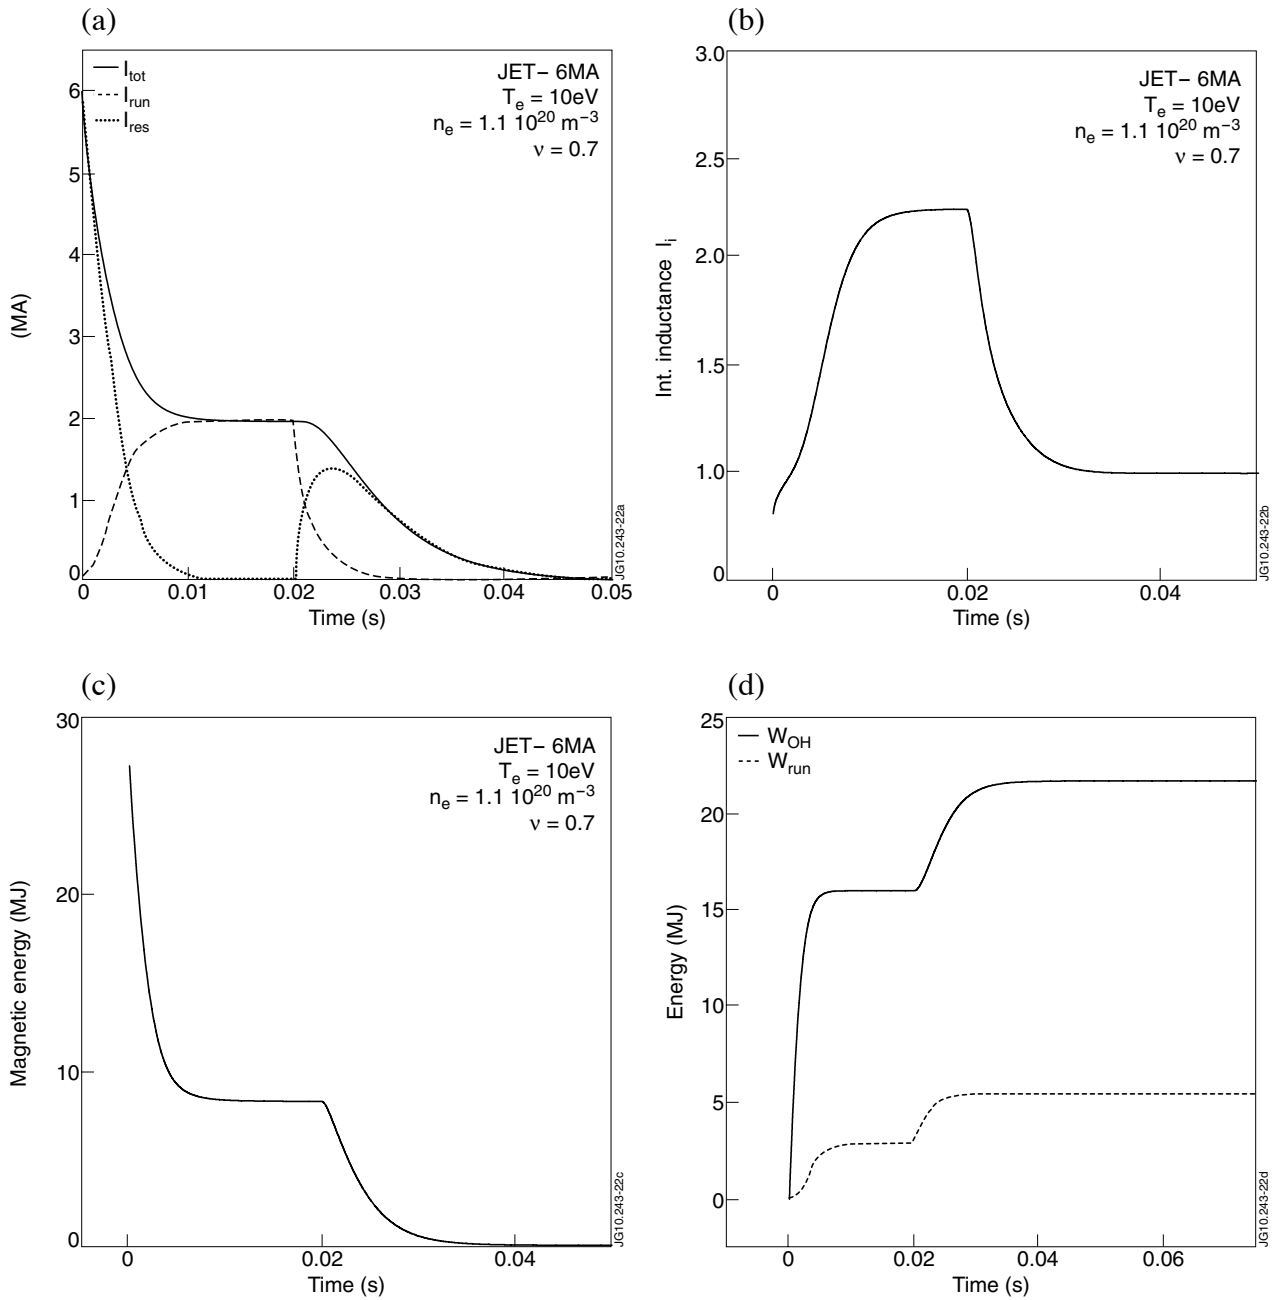 (a)
I_tot
I_run
I_res
JET– 6MA
T_e = 10eV
n_e = 1.1 10^20 m^–3
ν = 0.7
6
5
4
3
2
1
0
(MA)
0
0.01
0.02
0.03
0.04
0.05
Time (s)
JG10.243-22a
(b)
JET– 6MA
T_e = 10eV
n_e = 1.1 10^20 m^–3
ν = 0.7
3.0
2.5
2.0
1.5
1.0
0
Int. inductance l_i
0
0.02
0.04
Time (s)
JG10.243-22b
(c)
JET– 6MA
T_e = 10eV
n_e = 1.1 10^20 m^–3
ν = 0.7
30
20
10
0
Magnetic energy (MJ)
0
0.02
0.04
Time (s)
JG10.243-22c
(d)
W_OH
W_run
25
20
15
10
5
0
Energy (MJ)
0
0.02
0.04
0.06
Time (s)
JG10.243-22d